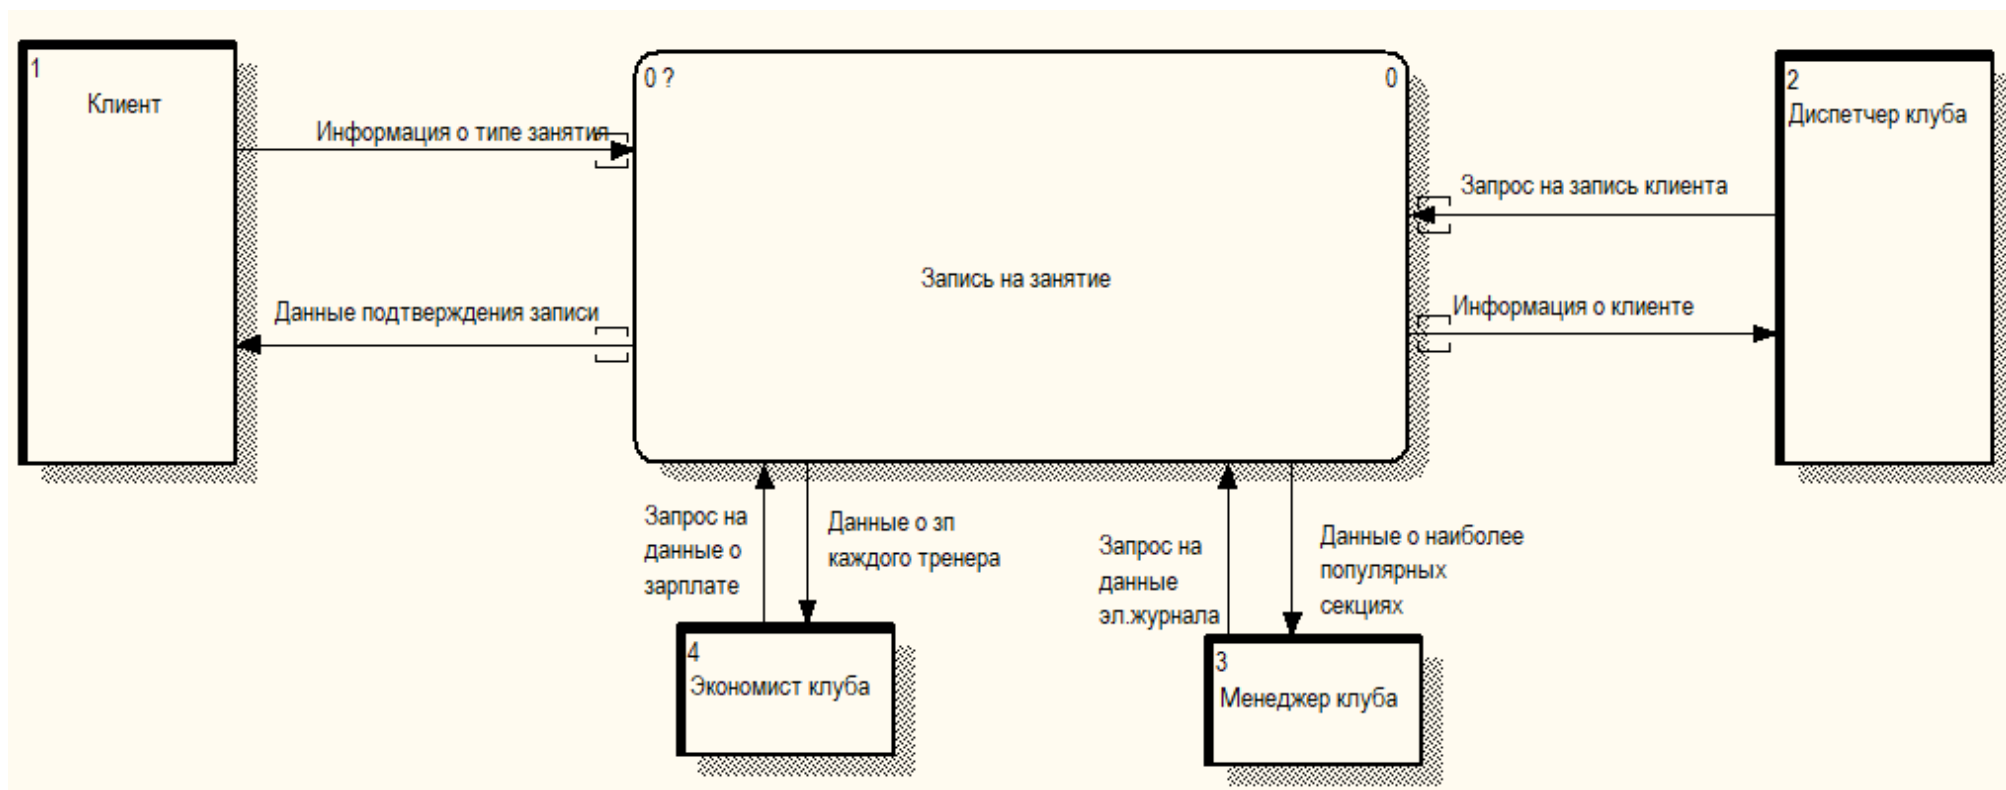 1
Клиент
Информация о типе занятия
Данные подтверждения записи
0 ?
0
Запись на занятие
2
Диспетчер клуба
Запрос на запись клиента
Информация о клиенте
Запрос на
данные о
зарплате
Данные о зп
каждого тренера
Запрос на
данные
эл.журнала
Данные о наиболее
популярных
секциях
4
Экономист клуба
3
Менеджер клуба